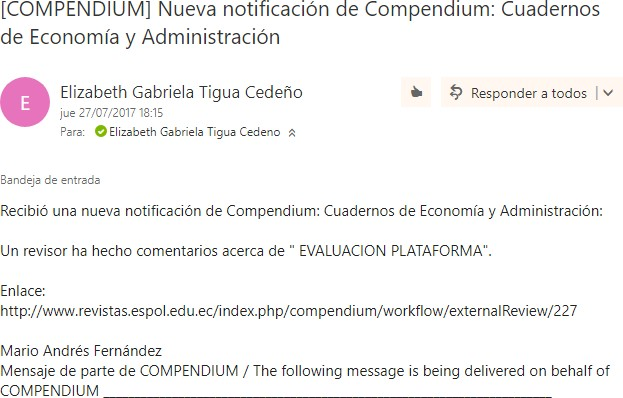 [COMPENDIUM] Nueva notificación de Compendium: Cuadernos
de Economía y Administración
E
Elizabeth Gabriela Tigua Cedeño
jue 27/07/2017 18:15
Para: Elizabeth Gabriela Tigua Cedeno
Responder a todos
Bandeja de entrada
Recibió una nueva notificación de Compendium: Cuadernos de Economía y Administración:
Un revisor ha hecho comentarios acerca de " EVALUACION PLATAFORMA".
Enlace:
http://www.revistas.espol.edu.ec/index.php/compendium/workflow/externalReview/227
Mario Andrés Fernández
Mensaje de parte de COMPENDIUM / The following message is being delivered on behalf of
COMPENDIUM ________________________________________________________________